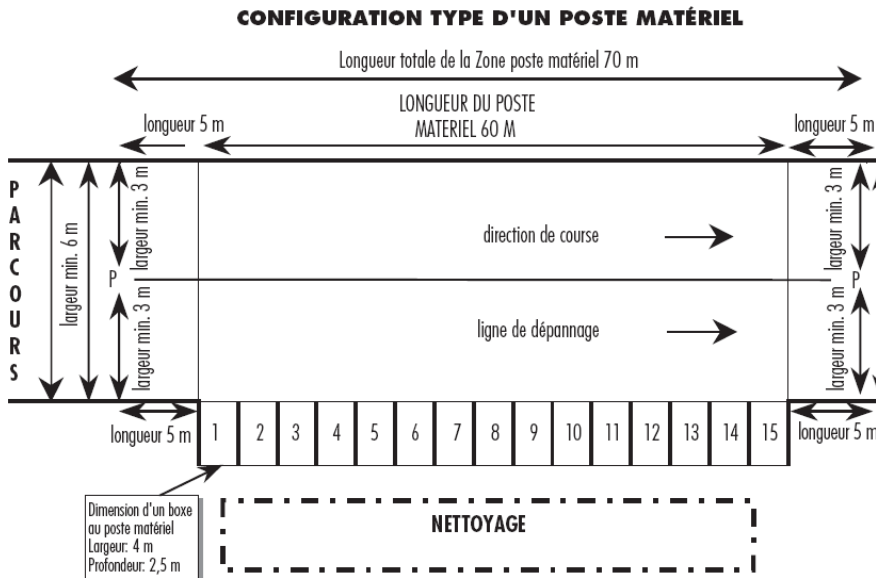 CONFIGURATION TYPE D'UN POSTE MATÉRIEL
Longueur totale de la Zone poste matériel 70 m
LONGUEUR DU POSTE
MATERIEL 60 M
longueur 5 m
longueur 5 m
PARCOURS
largeur min. 6 m
largeur min. 3 m
largeur min. 3 m
P
direction de course
ligne de dépannage
largeur min. 3 m
largeur min. 3 m
P
longueur 5 m
1 2 3 4 5 6 7 8 9 10 11 12 13 14 15
longueur 5 m
Dimension d'un boxe
au poste matériel
Largeur: 4 m
Profondeur: 2,5 m
NETTOYAGE